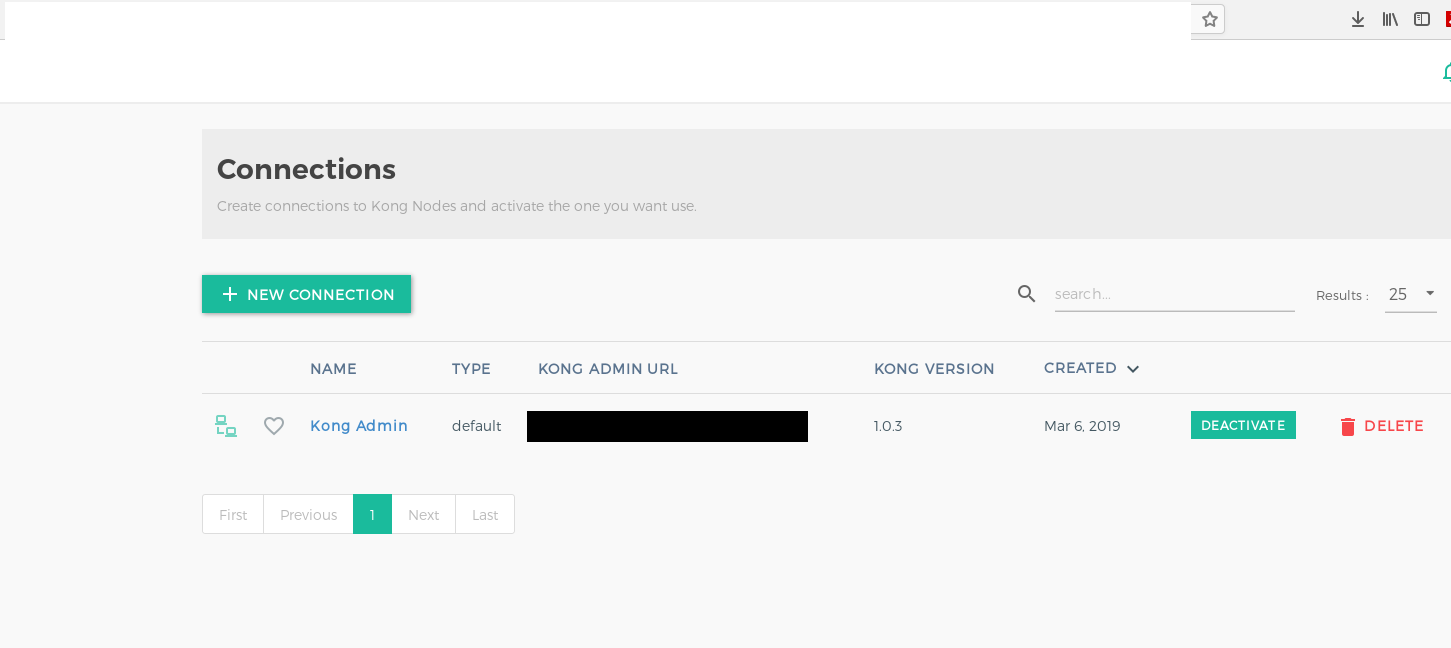 Connections
Create connections to Kong Nodes and activate the one you want use.
NEW CONNECTION
search...
Results :
25
NAME TYPE KONG ADMIN URL KONG VERSION CREATED
Kong Admin default 1.0.3 Mar 6, 2019 DEACTIVATE DELETE
First Previous 1 Next Last